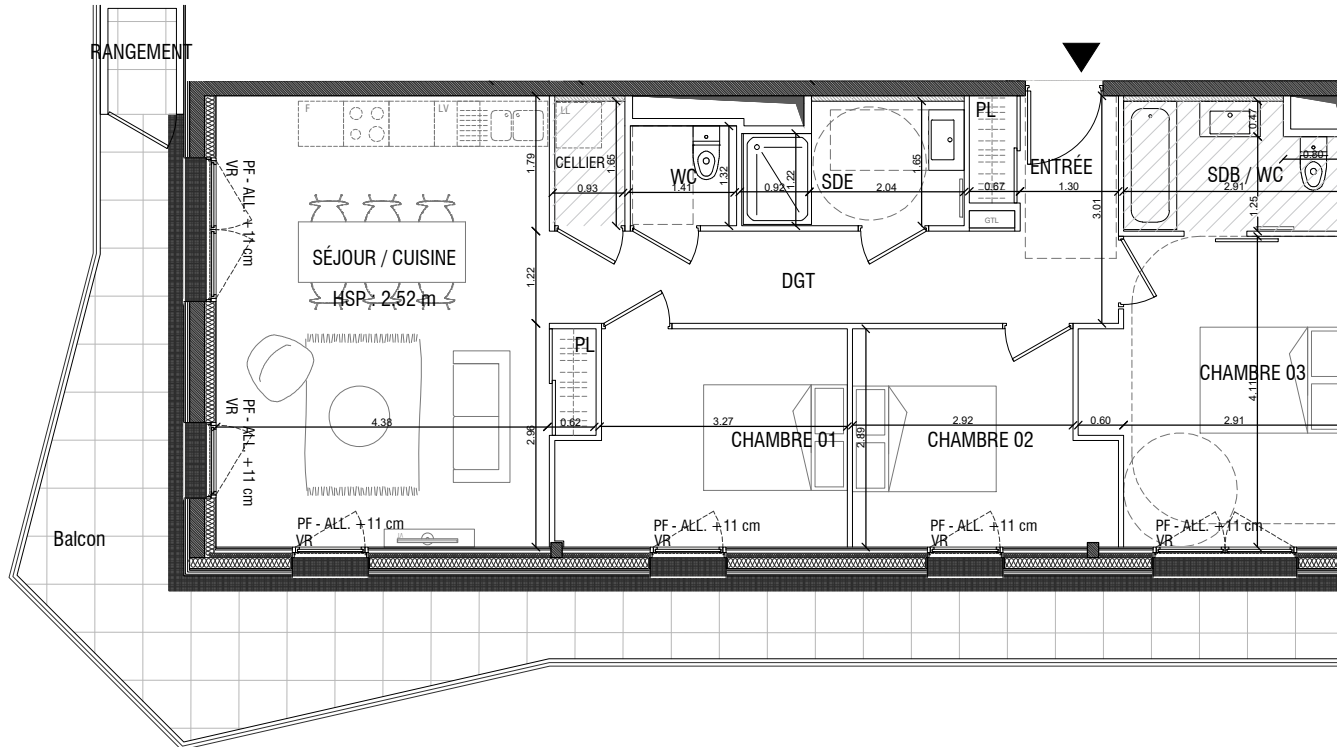 RANGEMENT
F
LV
LL
PL
CELLIER
WC
SDE
ENTRÉE
SDB / WC
GTL
1.79
1.65
0.93
1.41
1.32
0.92
1.22
2.04
1.65
0.67
1.30
3.01
2.91
0.47
0.80
1.25
PF - ALL. +11 cm
VR
SÉJOUR / CUISINE
HSP : 2.52 m
1.22
DGT
PL
CHAMBRE 03
4.11
PF - ALL. +11 cm
VR
4.38
2.96
0.62
3.27
2.89
2.92
0.60
2.91
CHAMBRE 01
CHAMBRE 02
Balcon
PF - ALL. +11 cm
VR
PF - ALL. +11 cm
VR
PF - ALL. +11 cm
VR
PF - ALL. +11 cm
VR